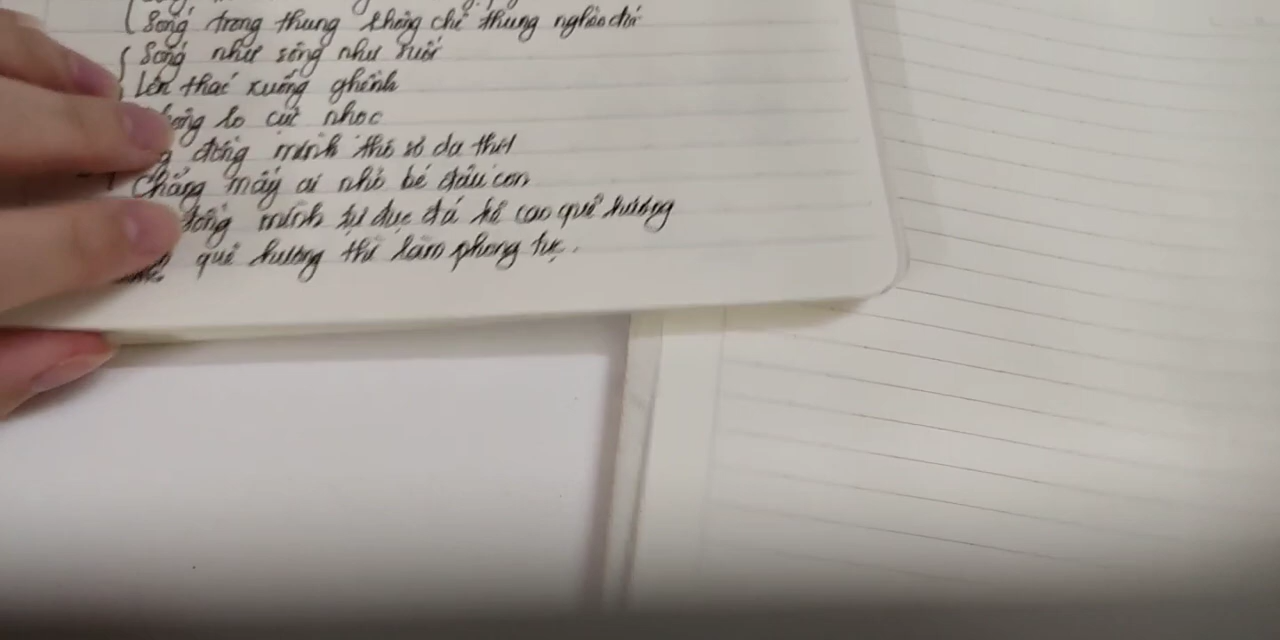 Sống trong thung không chê thung nghèo đói
Sống như sông như suối
Lên thác xuống ghềnh
lo cực nhọc
đồng mình thô sơ da thịt
Chẳng mấy ai nhỏ bé đâu con
đồng mình tự đục đá kê cao quê hương
quê hương thì làm phong tục.